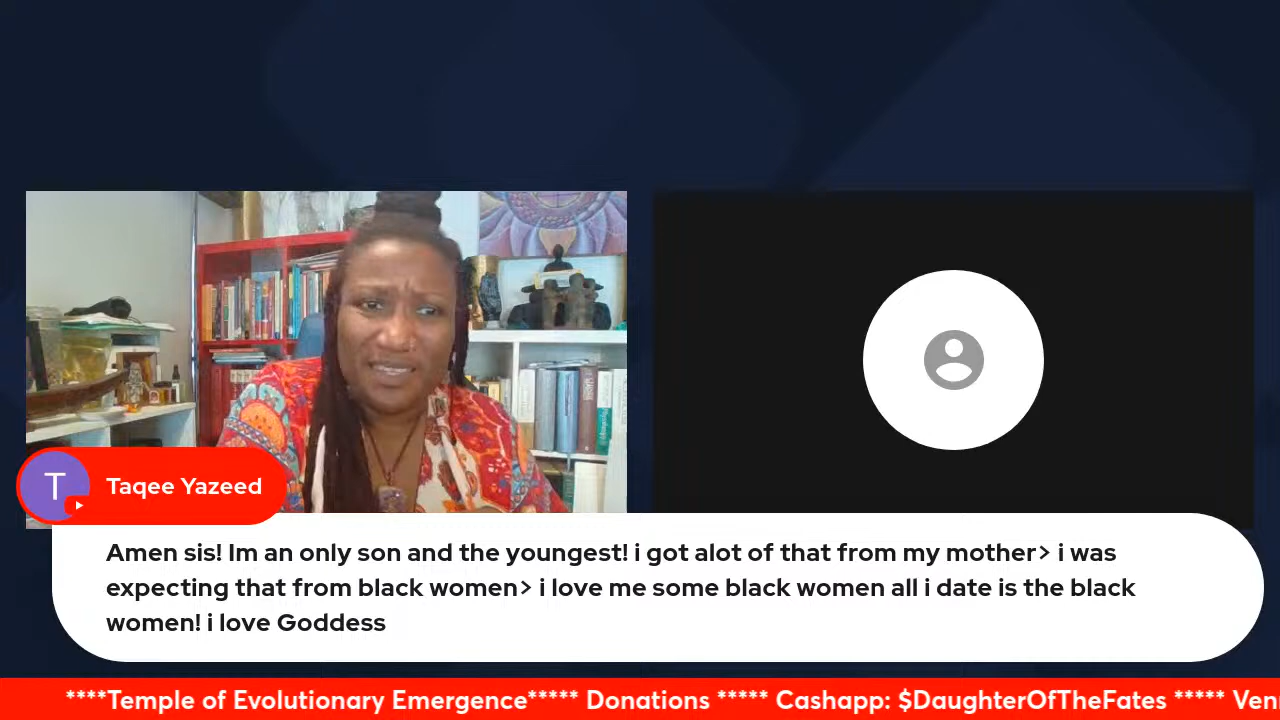 T
Taqee Yazeed
Amen sis! Im an only son and the youngest! i got alot of that from my mother> i was
expecting that from black women> i love me some black women all i date is the black
women! i love Goddess
****Temple of Evolutionary Emergence***** Donations ***** Cashapp: $DaughterOfTheFates ***** Ven